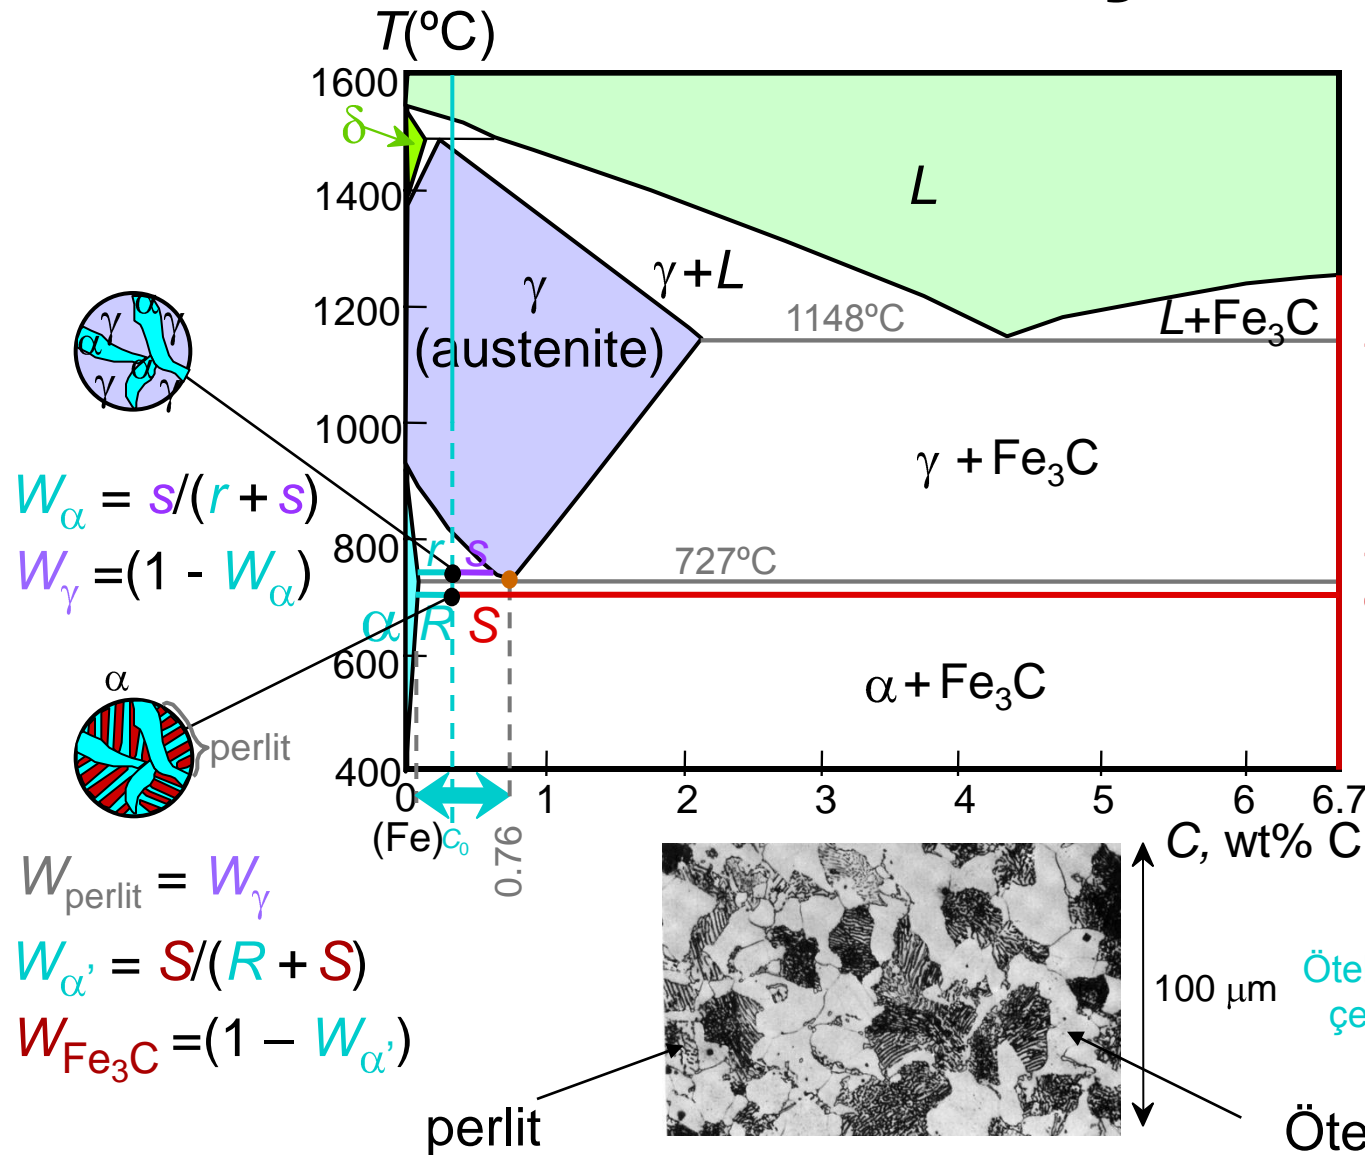 T(ºC)
1600
δ
1400
L
γ+L
γ
(austenite)
1200
1148ºC
L+Fe₃C
α
γ
γ
α
α
γ
γ
1000
γ + Fe₃C
Wα = s/(r + s)
Wγ =(1 - Wα)
800
r s
727ºC
α R S
600
α + Fe₃C
α
perlit
400
0 1 2 3 4 5 6 6.7
(Fe) C₀
0.76
C, wt% C
Wperlit = Wγ
Wα' = S/(R + S)
WFe₃C =(1 – Wα')
100 μm
perlit